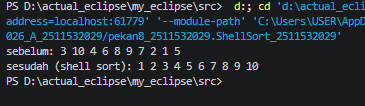 PS D:\actual_eclipse\my_eclipse\src>  d:; cd 'd:\actual_ecli
address=localhost:61779' '--module-path' 'C:\Users\USER\AppD
026_A_2511532029/pekan8_2511532029.ShellSort_2511532029'
sebelum: 3 10 4 6 8 9 7 2 1 5
sesudah (shell sort): 1 2 3 4 5 6 7 8 9 10
PS D:\actual_eclipse\my_eclipse\src>